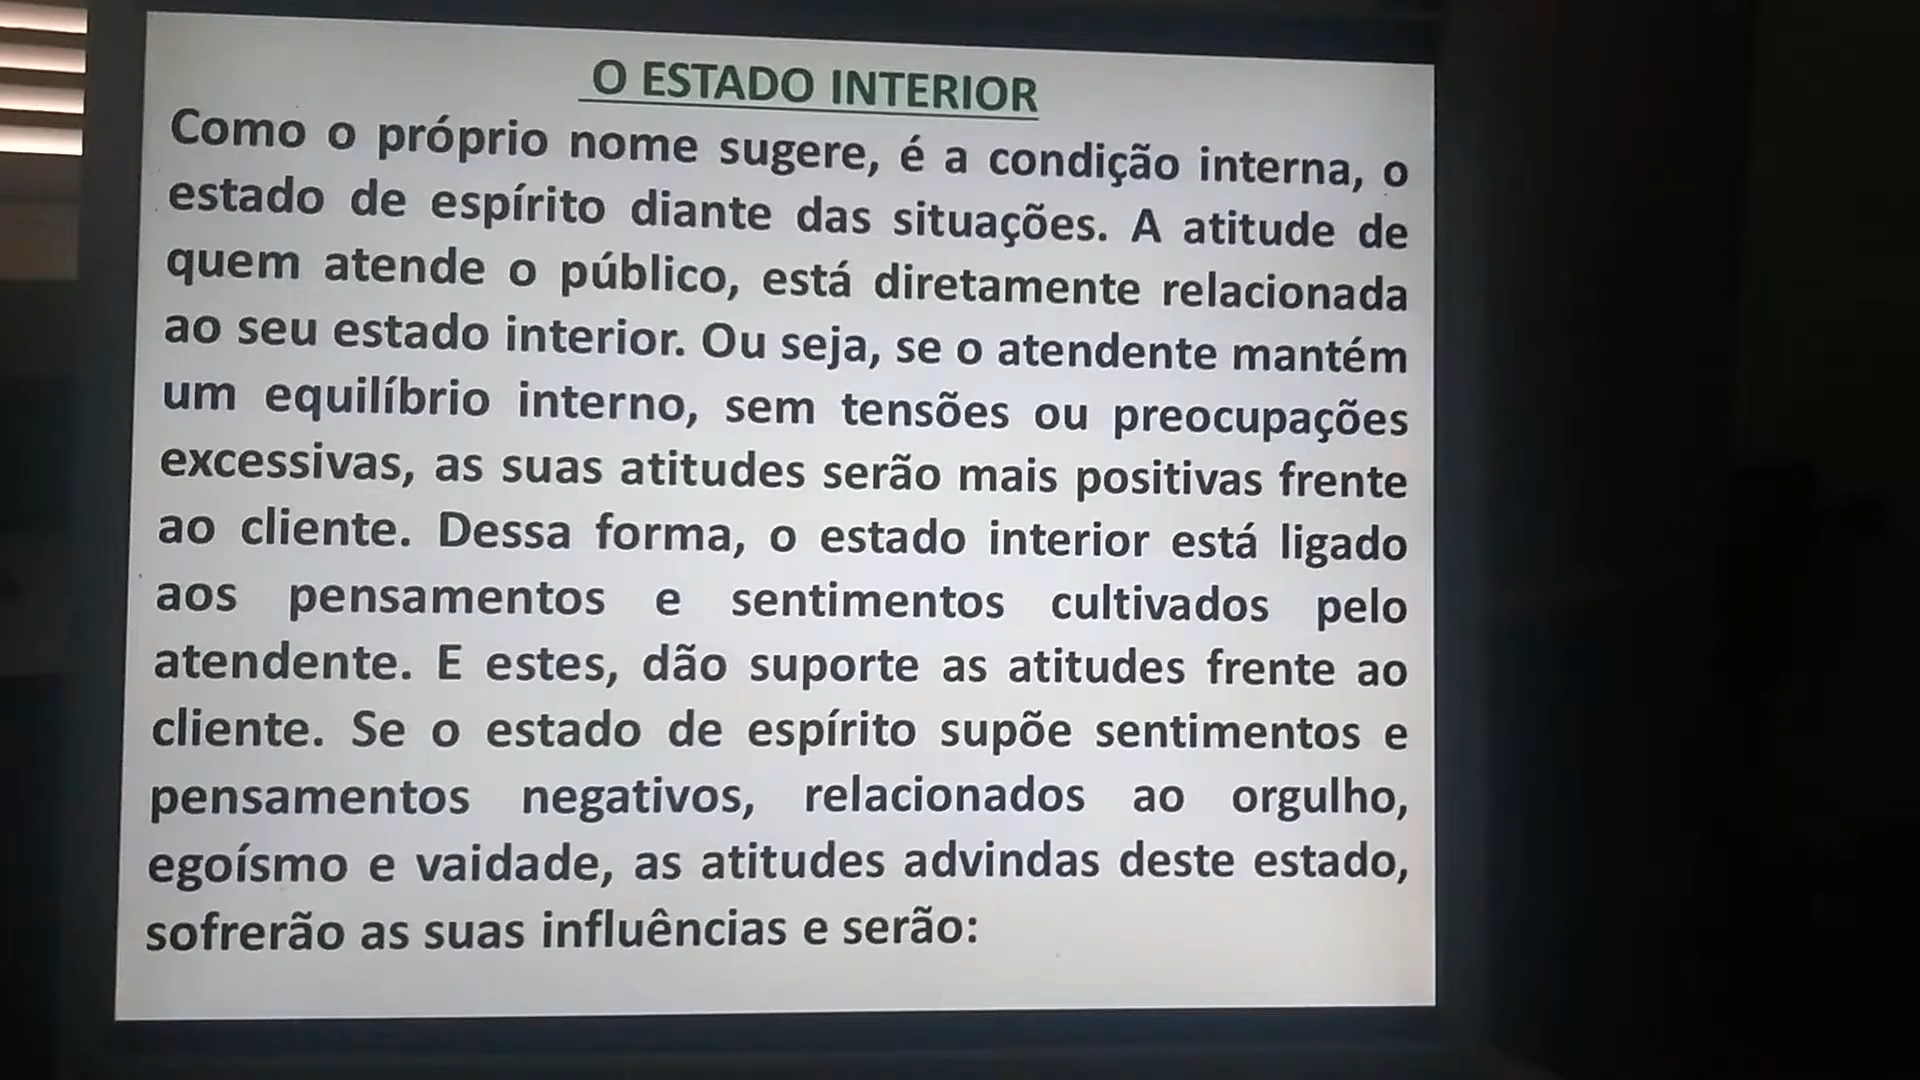 O ESTADO INTERIOR
Como o próprio nome sugere, é a condição interna, o
estado de espírito diante das situações. A atitude de
quem atende o público, está diretamente relacionada
ao seu estado interior. Ou seja, se o atendente mantém
um equilíbrio interno, sem tensões ou preocupações
excessivas, as suas atitudes serão mais positivas frente
ao cliente. Dessa forma, o estado interior está ligado
aos pensamentos e sentimentos cultivados pelo
atendente. E estes, dão suporte as atitudes frente ao
cliente. Se o estado de espírito supõe sentimentos e
pensamentos negativos, relacionados ao orgulho,
egoísmo e vaidade, as atitudes advindas deste estado,
sofrerão as suas influências e serão: